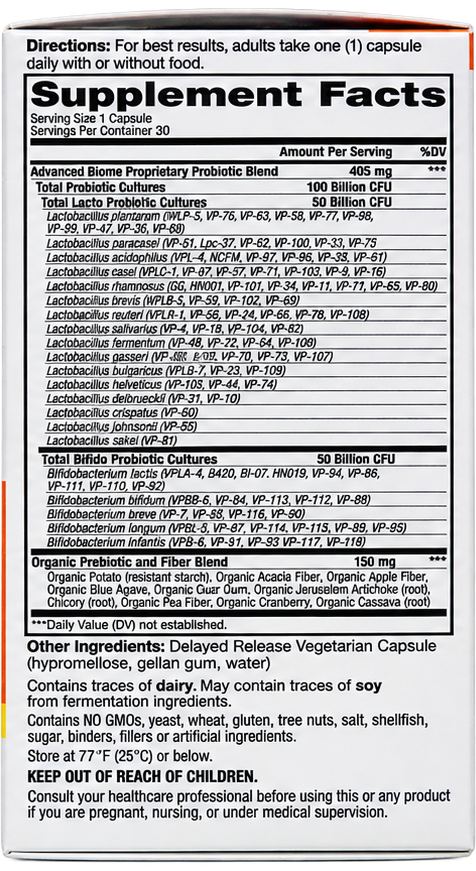 Directions: For best results, adults take one (1) capsule
daily with or without food.
Supplement Facts
Serving Size 1 Capsule
Servings Per Container 30
Amount Per Serving %DV
Advanced Biome Proprietary Probiotic Blend 405 mg ***
Total Probiotic Cultures 100 Billion CFU
Total Lacto Probiotic Cultures 50 Billion CFU
Lactobacillus plantarum (WLP-5, VP-76, VP-63, VP-58, VP-77, VP-98,
VP-99, VP-47, VP-36, VP-68)
Lactobacillus paracasei (VP-51, Lpc-37, VP-62, VP-100, VP-33, VP-75
Lactobacillus acidophilus (VPL-4, NCFM, VP-97, VP-96, VP-35, VP-61)
Lactobacillus casei (VPLC-1, VP-67, VP-57, VP-71, VP-103, VP-9, VP-16)
Lactobacillus rhamnosus (GG, HN001, VP-101, VP-34, VP-11, VP-71, VP-65, VP-80)
Lactobacillus brevis (WPLB-S, VP-59, VP-102, VP-69)
Lactobacillus reuteri (VPLR-1, VP-56, VP-24, VP-66, VP-78, VP-108)
Lactobacillus salivarius (VP-4, VP-18, VP-104, VP-82)
Lactobacillus fermentum (VP-48, VP-72, VP-64, VP-106)
Lactobacillus gasseri VP-70, VP-73, VP-107)
Lactobacillus bulgaricus (VPLB-7, VP-23, VP-109)
Lactobacillus helveticus (VP-103, VP-44, VP-74)
Lactobacillus delbrueckii (VP-31, VP-10)
Lactobacillus crispatus (VP-60)
Lactobacillus johnsonii (VP-55)
Lactobacillus sakei (VP-81)
Total Bifido Probiotic Cultures 50 Billion CFU
Bifidobacterium lactis (VPLA-4, B420, BI-07. HN019, VP-94, VP-86,
VP-111, VP-110, VP-92)
Bifidobacterium bifidum (VPBB-6, VP-84, VP-113, VP-112, VP-88)
Bifidobacterium breve (VP-7, VP-58, VP-116, VP-90)
Bifidobacterium longum (VPBL-5, VP-87, VP-114, VP-115, VP-89, VP-95)
Bifidobacterium infantis (VPB-6, VP-91, VP-93 VP-117, VP-118)
Organic Prebiotic and Fiber Blend 150 mg ***
Organic Potato (resistant starch), Organic Acacia Fiber, Organic Apple Fiber,
Organic Blue Agave, Organic Guar Gum, Organic Jerusalem Artichoke (root),
Chicory (root), Organic Pea Fiber, Organic Cranberry, Organic Cassava (root)
***Daily Value (DV) not established.
Other Ingredients: Delayed Release Vegetarian Capsule
(hypromellose, gellan gum, water)
Contains traces of dairy. May contain traces of soy
from fermentation ingredients.
Contains NO GMOs, yeast, wheat, gluten, tree nuts, salt, shellfish,
sugar, binders, fillers or artificial ingredients.
Store at 77°F (25°C) or below.
KEEP OUT OF REACH OF CHILDREN.
Consult your healthcare professional before using this or any product
if you are pregnant, nursing, or under medical supervision.